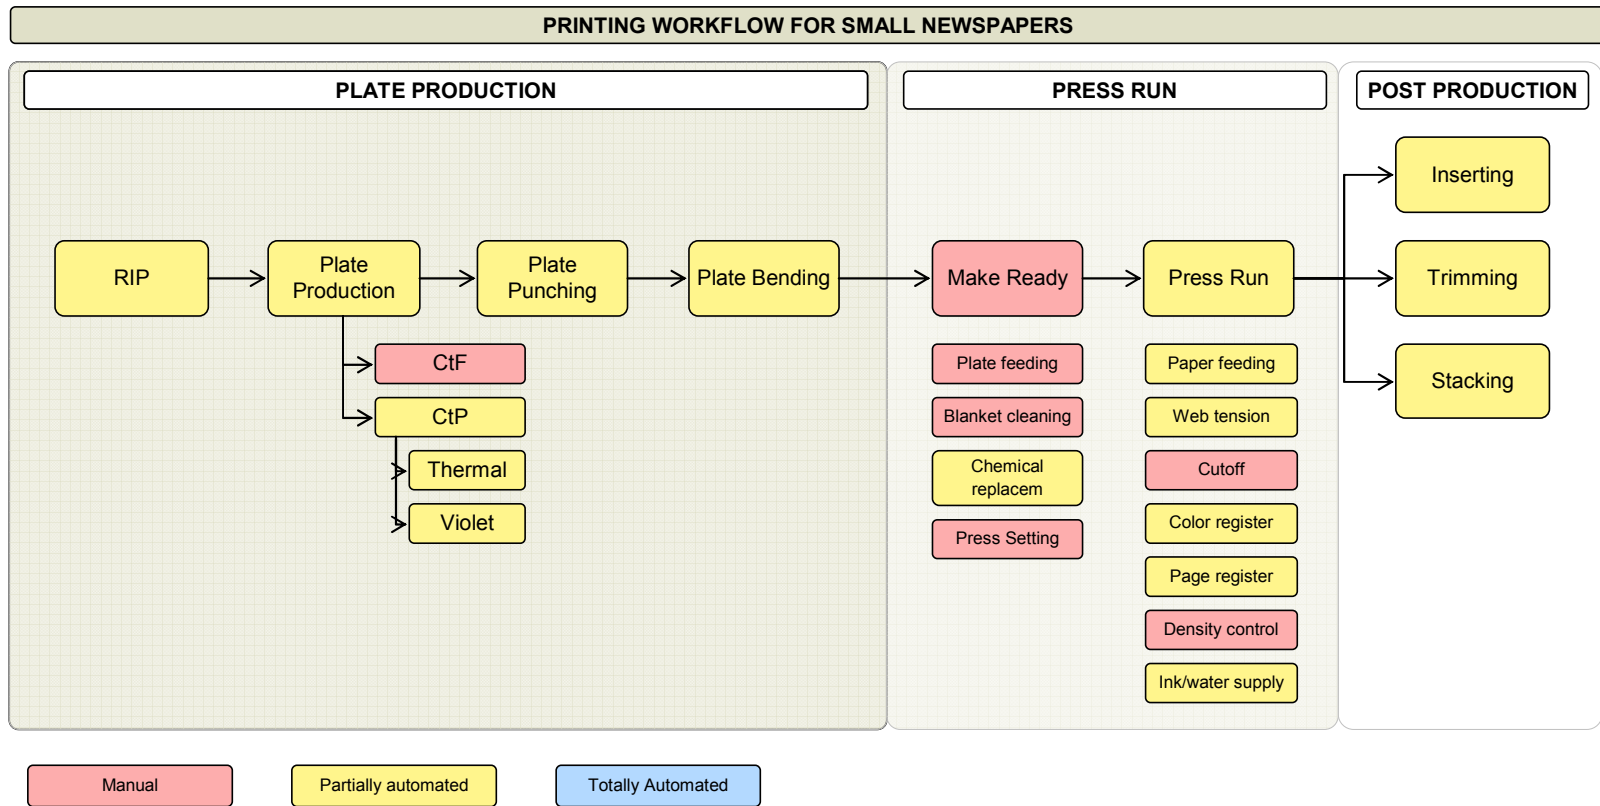 PRINTING WORKFLOW FOR SMALL NEWSPAPERS
PLATE PRODUCTION
PRESS RUN
POST PRODUCTION
RIP
Plate
Production
Plate
Punching
Plate Bending
CtF
CtP
Thermal
Violet
Make Ready
Plate feeding
Blanket cleaning
Chemical
replacem
Press Setting
Press Run
Paper feeding
Web tension
Cutoff
Color register
Page register
Density control
Ink/water supply
Inserting
Trimming
Stacking
Manual
Partially automated
Totally Automated